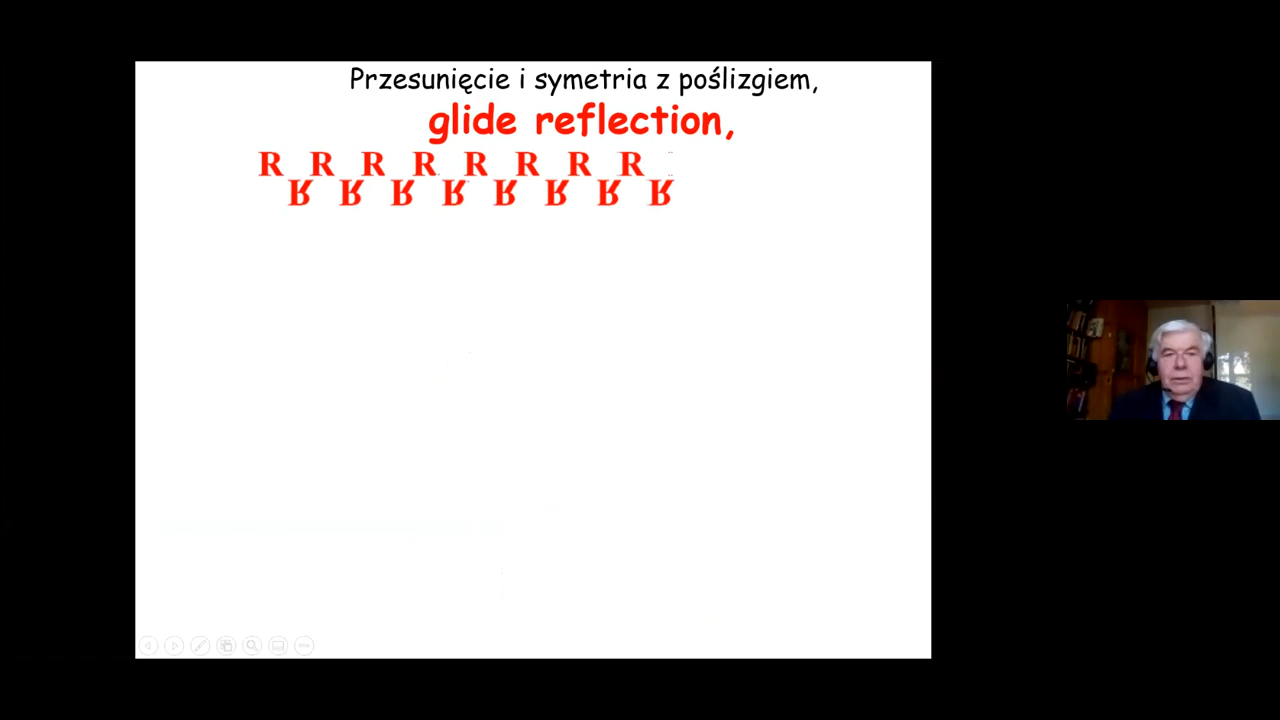 Przesunięcie i symetria z poślizgiem,
glide reflection,
R R R R R R R R
R R R R R R R R